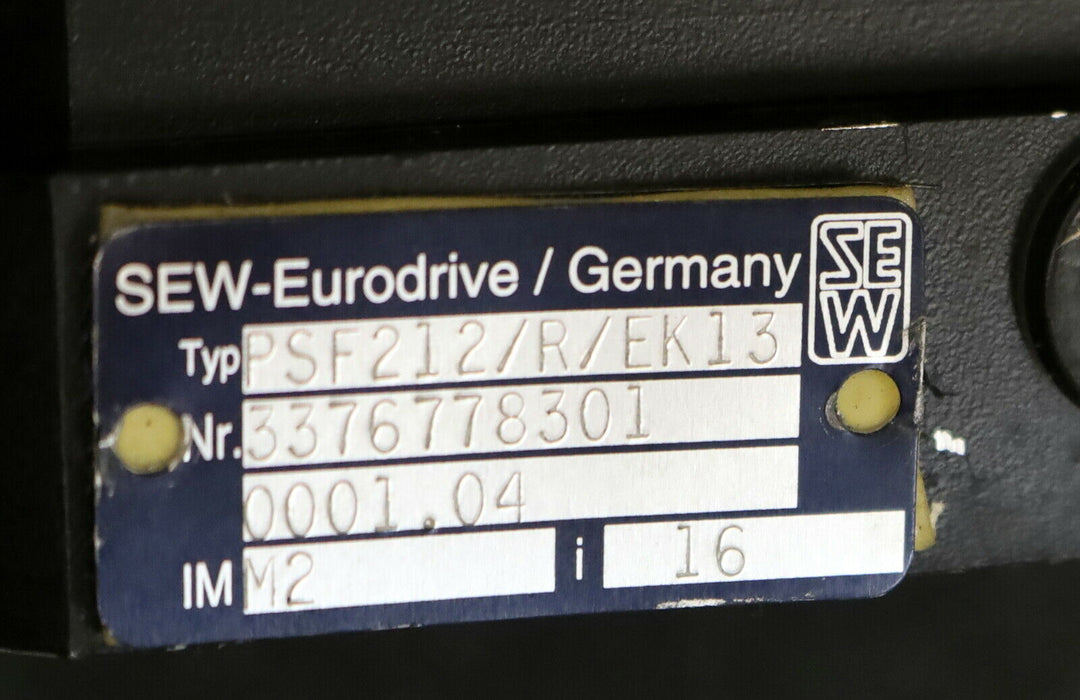 SEW-Eurodrive / Germany
SEW
Typ PSF212/R/EK13
Nr. 3376778301
0001.04
IM M2 i 16